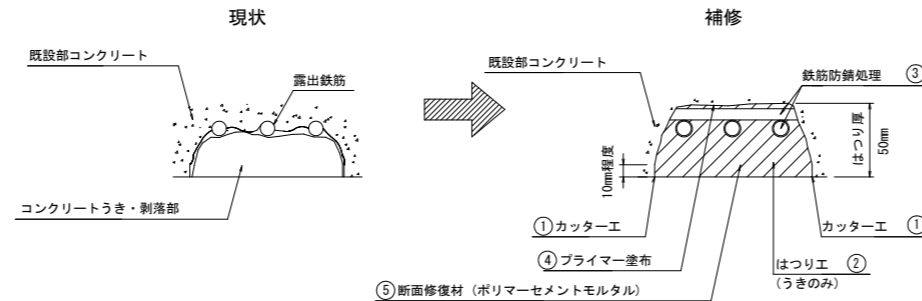 現状
補修
既設部コンクリート
露出鉄筋
コンクリートうき・剥落部
既設部コンクリート
鉄筋防錆処理 ③
はつり厚
50mm
10mm程度
①カッター工
カッター工 ①
④プライマー塗布
はつり工 ②
(うきのみ)
⑤断面修復材（ポリマーセメントモルタル）